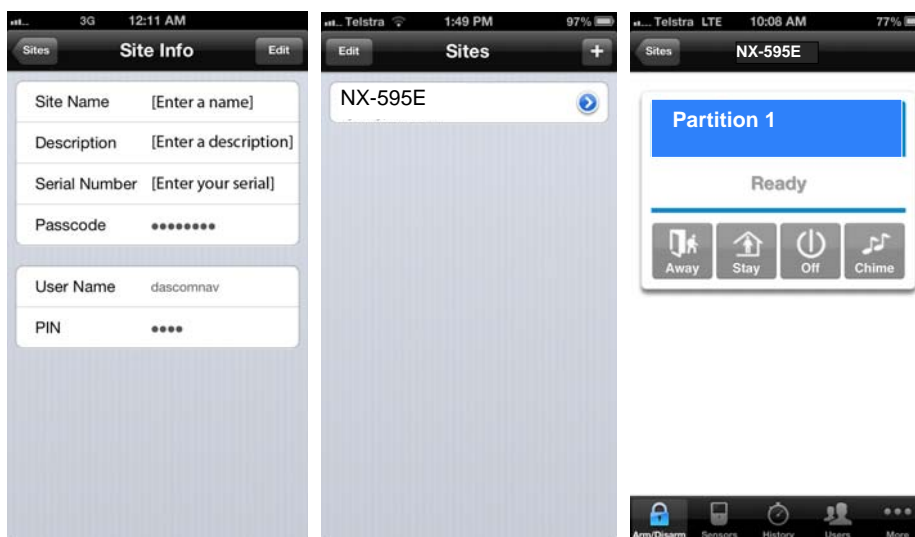 3G 12:11 AM
Sites Site Info Edit
Site Name [Enter a name]
Description [Enter a description]
Serial Number [Enter your serial]
Passcode ••••••••
User Name dascomnav
PIN ••••
Telstra 1:49 PM 97%
Edit Sites +
NX-595E
Telstra LTE 10:08 AM 77%
Sites NX-595E
Partition 1
Ready
Away Stay Off Chime
Arm/Disarm Sensors History Users More